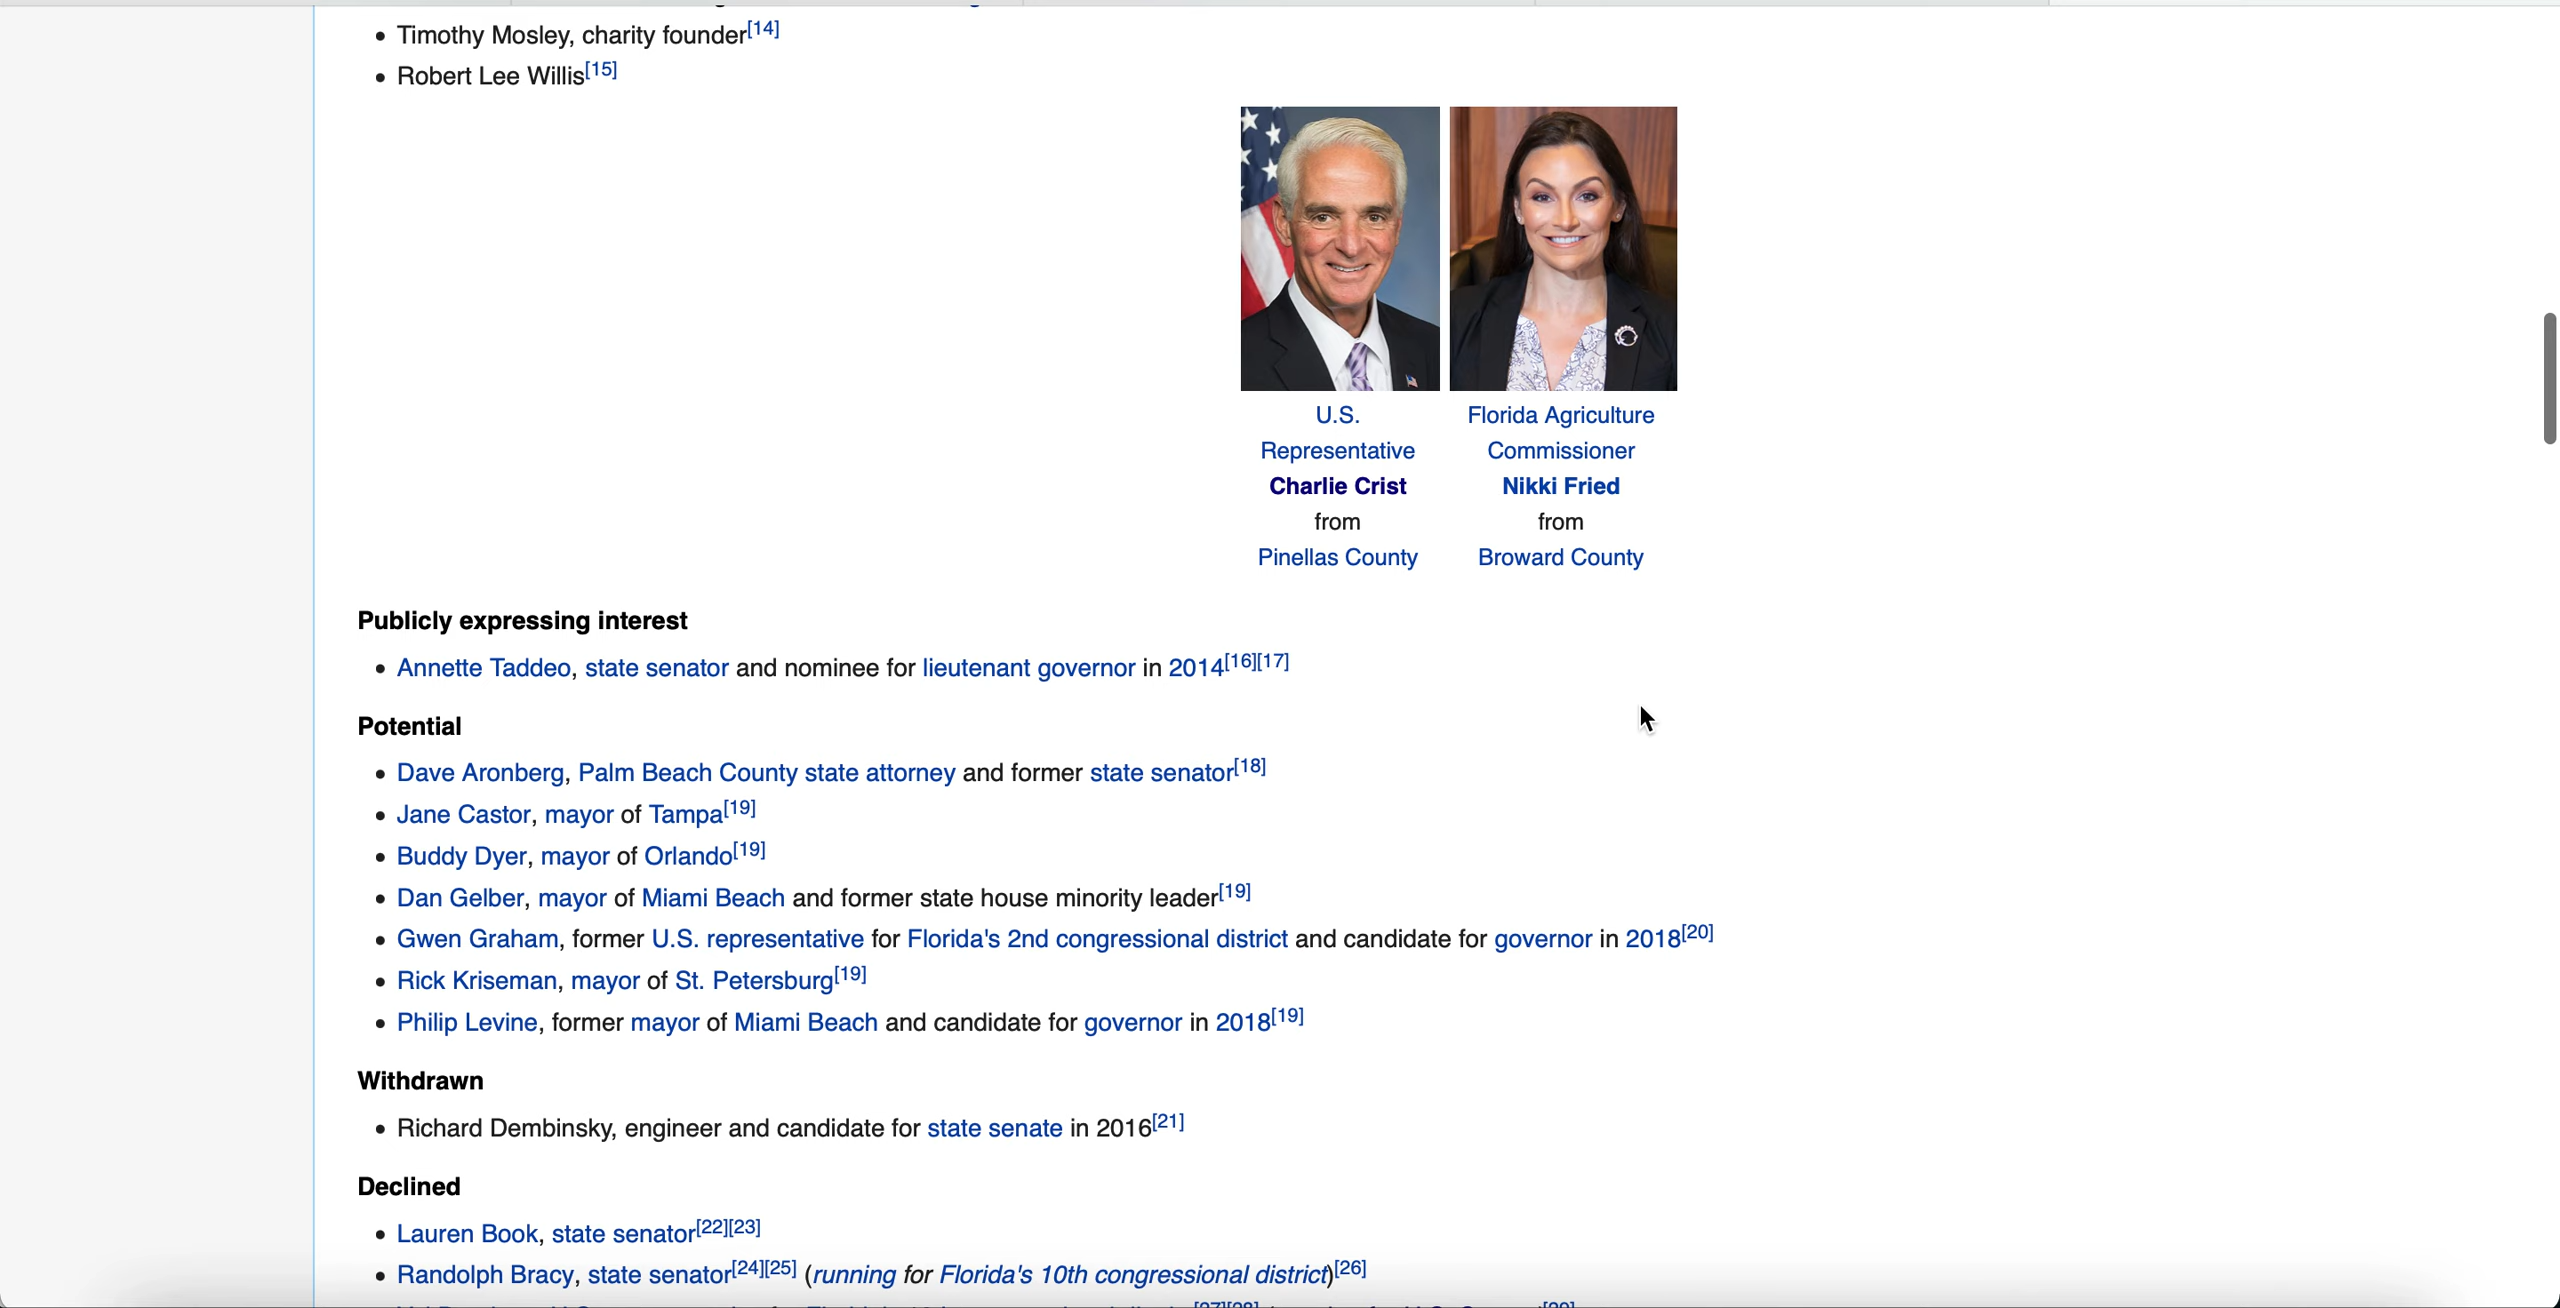 • Timothy Mosley, charity founder[14]
• Robert Lee Willis[15]
U.S.
Representative
Charlie Crist
from
Pinellas County
Florida Agriculture
Commissioner
Nikki Fried
from
Broward County
Publicly expressing interest
• Annette Taddeo, state senator and nominee for lieutenant governor in 2014[16][17]
Potential
• Dave Aronberg, Palm Beach County state attorney and former state senator[18]
• Jane Castor, mayor of Tampa[19]
• Buddy Dyer, mayor of Orlando[19]
• Dan Gelber, mayor of Miami Beach and former state house minority leader[19]
• Gwen Graham, former U.S. representative for Florida's 2nd congressional district and candidate for governor in 2018[20]
• Rick Kriseman, mayor of St. Petersburg[19]
• Philip Levine, former mayor of Miami Beach and candidate for governor in 2018[19]
Withdrawn
• Richard Dembinsky, engineer and candidate for state senate in 2016[21]
Declined
• Lauren Book, state senator[22][23]
• Randolph Bracy, state senator[24][25] (running for Florida's 10th congressional district)[26]